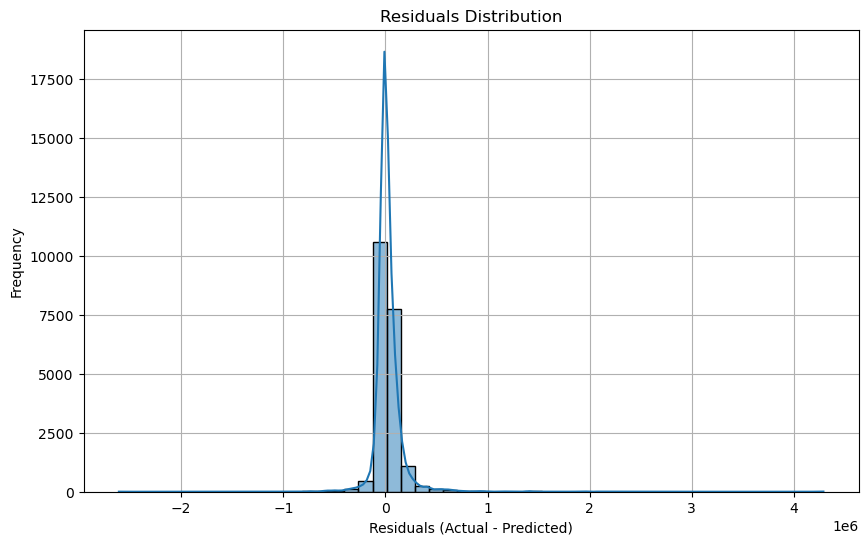 Residuals Distribution
Frequency
17500
15000
12500
10000
7500
5000
2500
0
−2 −1 0 1 2 3 4
1e6
Residuals (Actual - Predicted)